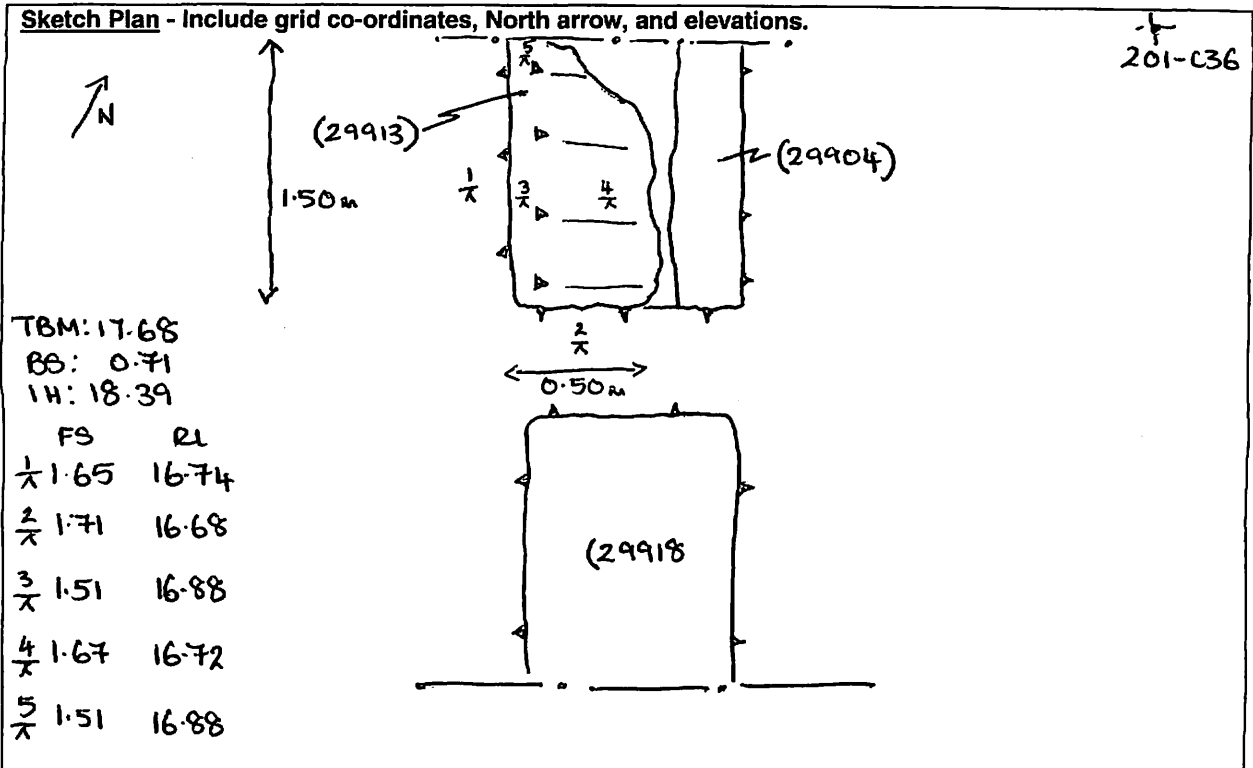 Sketch Plan - Include grid co-ordinates, North arrow, and elevations.
201-C36
N
5
(29913)
(29904)
1
1.50m
3
4
2
0.50m
TBM: 17.68
BS: 0.71
IH: 18.39
FS RL
1 1.65 16.74
2 1.71 16.68
3 1.51 16.88
4 1.67 16.72
5 1.51 16.88
(29918